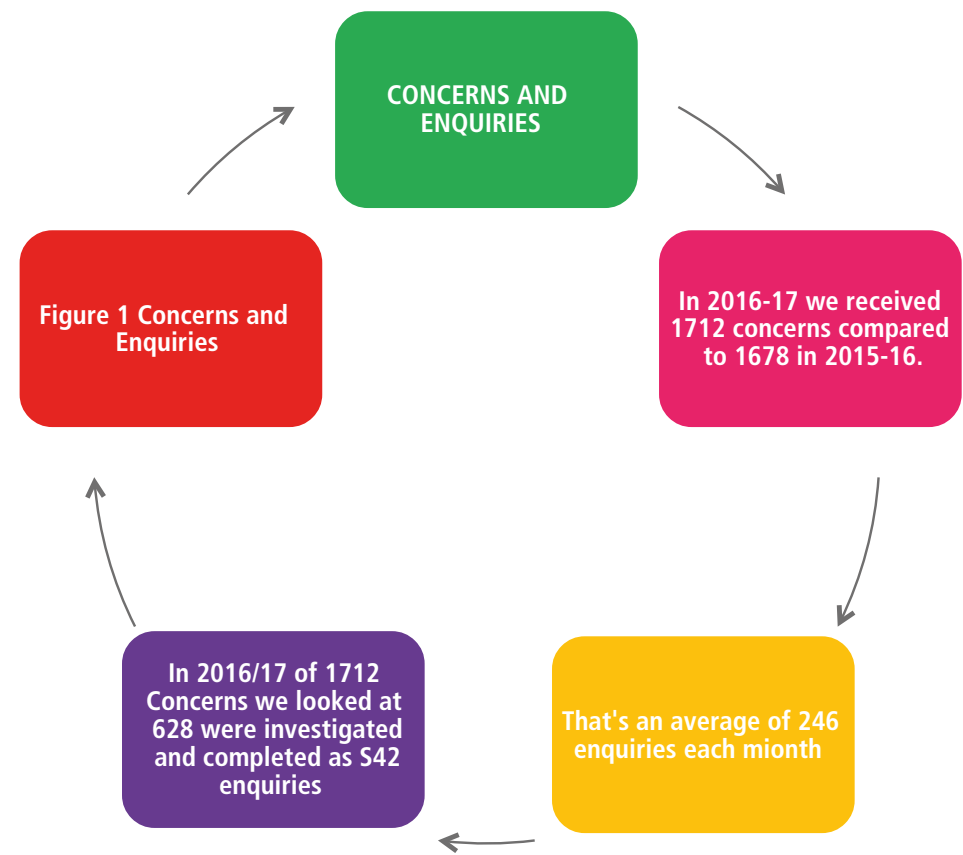 CONCERNS AND
ENQUIRIES
In 2016-17 we received
1712 concerns compared
to 1678 in 2015-16.
That's an average of 246
enquiries each mionth
In 2016/17 of 1712
Concerns we looked at
628 were investigated
and completed as S42
enquiries
Figure 1 Concerns and
Enquiries